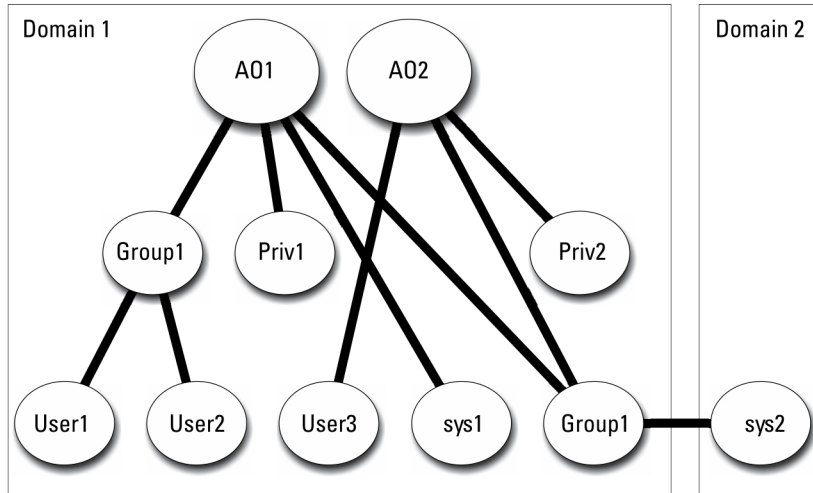 Domain 1
Domain 2
AO1
AO2
Group1
Priv1
Priv2
User1
User2
User3
sys1
Group1
sys2